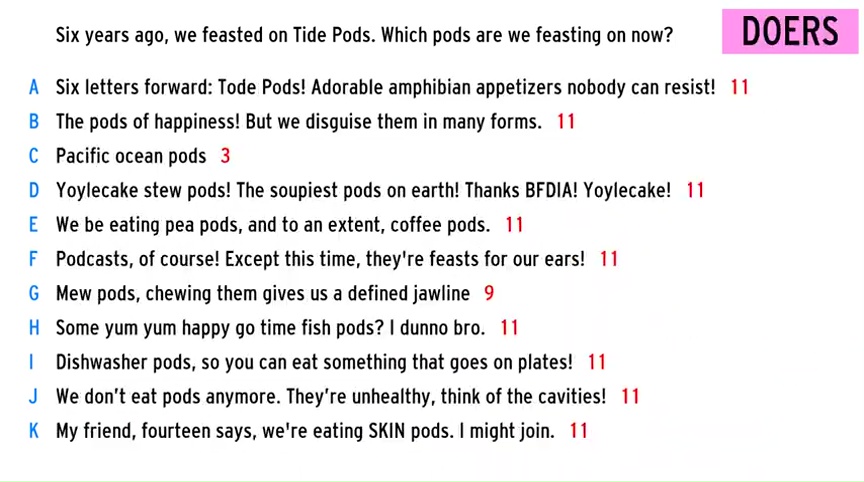 Six years ago, we feasted on Tide Pods. Which pods are we feasting on now?
DOERS
A Six letters forward: Tode Pods! Adorable amphibian appetizers nobody can resist! 11
B The pods of happiness! But we disguise them in many forms. 11
C Pacific ocean pods 3
D Yoylecake stew pods! The soupiest pods on earth! Thanks BFDIA! Yoylecake! 11
E We be eating pea pods, and to an extent, coffee pods. 11
F Podcasts, of course! Except this time, they're feasts for our ears! 11
G Mew pods, chewing them gives us a defined jawline 9
H Some yum yum happy go time fish pods? I dunno bro. 11
I Dishwasher pods, so you can eat something that goes on plates! 11
J We don't eat pods anymore. They're unhealthy, think of the cavities! 11
K My friend, fourteen says, we're eating SKIN pods. I might join. 11